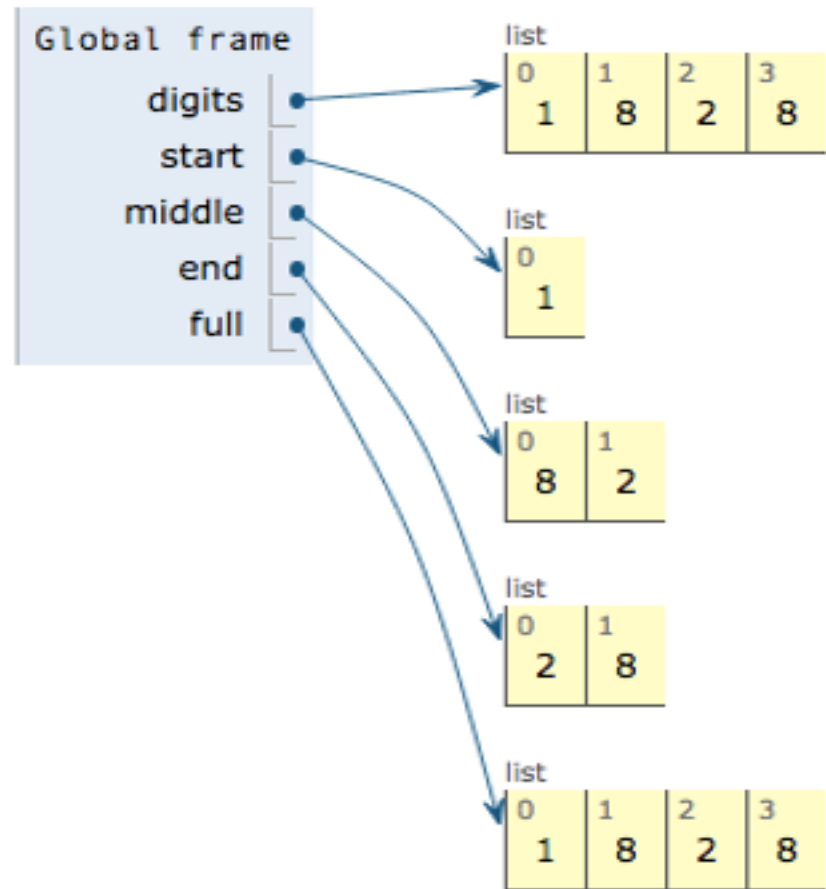 Global frame
digits
start
middle
end
full
list
0 1 2 3
1 8 2 8
list
0
1
list
0 1
8 2
list
0 1
2 8
list
0 1 2 3
1 8 2 8